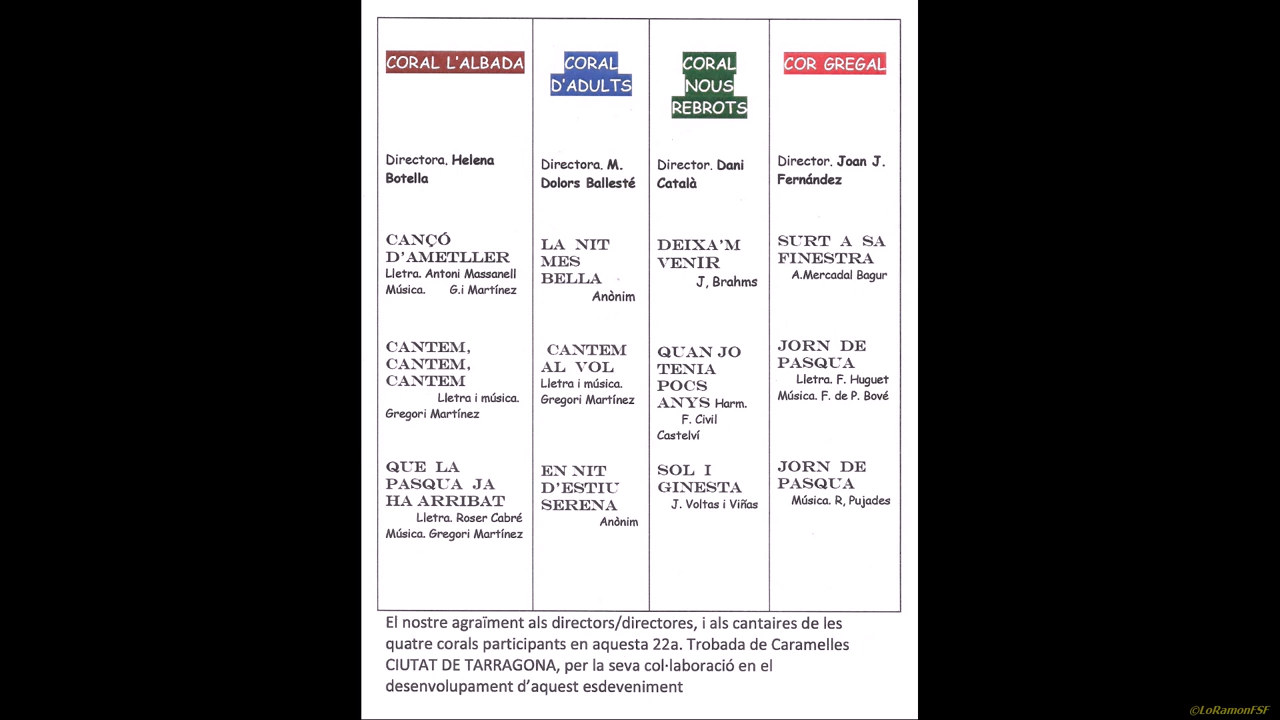 CORAL L'ALBADA
Directora. Helena
Botella
CANÇÓ
D'AMETLLER
Lletra. Antoni Massanell
Música. G.i Martínez
CANTEM,
CANTEM,
CANTEM
Lletra i música.
Gregori Martínez
QUE LA
PASQUA JA
HA ARRIBAT
Lletra. Roser Cabré
Música. Gregori Martínez
CORAL
D'ADULTS
Directora. M.
Dolors Ballesté
LA NIT
MES
BELLA
Anònim
CANTEM
AL VOL
Lletra i música.
Gregori Martínez
EN NIT
D'ESTIU
SERENA
Anònim
CORAL
NOUS
REBROTS
Director. Dani
Català
DEIXA'M
VENIR
J, Brahms
QUAN JO
TENIA
POCS
ANYS Harm.
F. Civil
Castelví
SOL I
GINESTA
J. Voltas i Viñas
COR GREGAL
Director. Joan J.
Fernández
SURT A SA
FINESTRA
A.Mercadal Bagur
JORN DE
PASQUA
Lletra. F. Huguet
Música. F. de P. Bové
JORN DE
PASQUA
Música. R, Pujades
El nostre agraïment als directors/directores, i als cantaires de les
quatre corals participants en aquesta 22a. Trobada de Caramelles
CIUTAT DE TARRAGONA, per la seva col·laboració en el
desenvolupament d'aquest esdeveniment
©LoRamonFSF